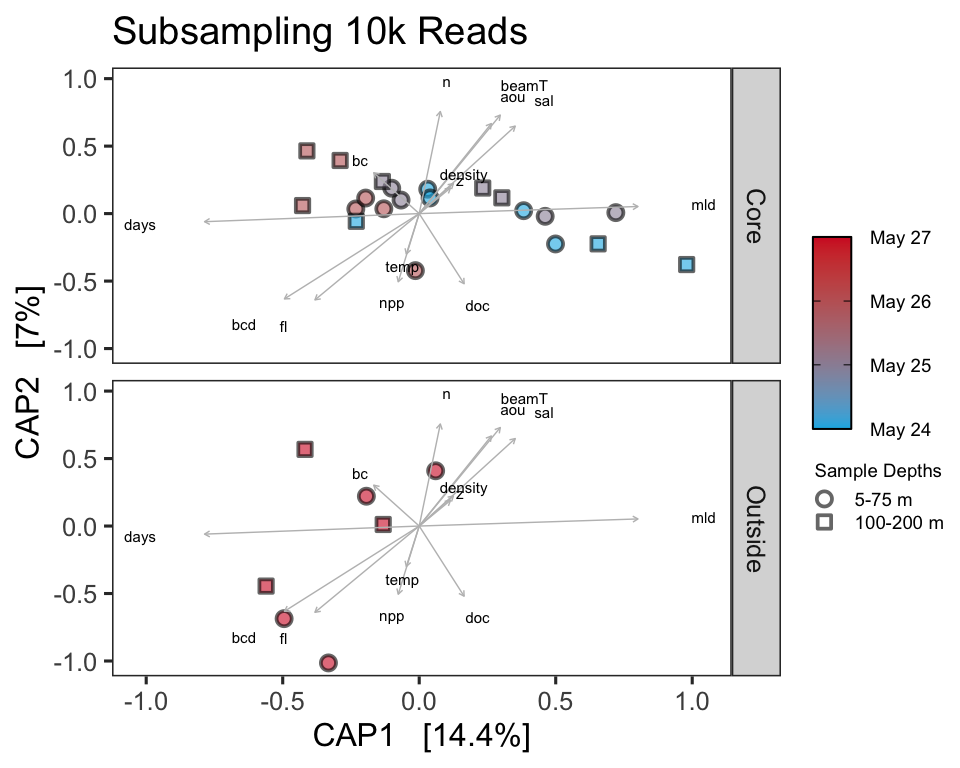 Subsampling 10k Reads
CAP2 [7%]
1.0
0.5
0.0
-0.5
-1.0
n
beamT
aou
sal
bc
density
z
days
mld
temp
npp
doc
bcd
fl
Core
1.0
0.5
0.0
-0.5
-1.0
n
beamT
aou
sal
bc
density
z
days
mld
temp
npp
doc
bcd
fl
Outside
-1.0
-0.5
0.0
0.5
1.0
CAP1 [14.4%]
May 27
May 26
May 25
May 24
Sample Depths
5-75 m
100-200 m